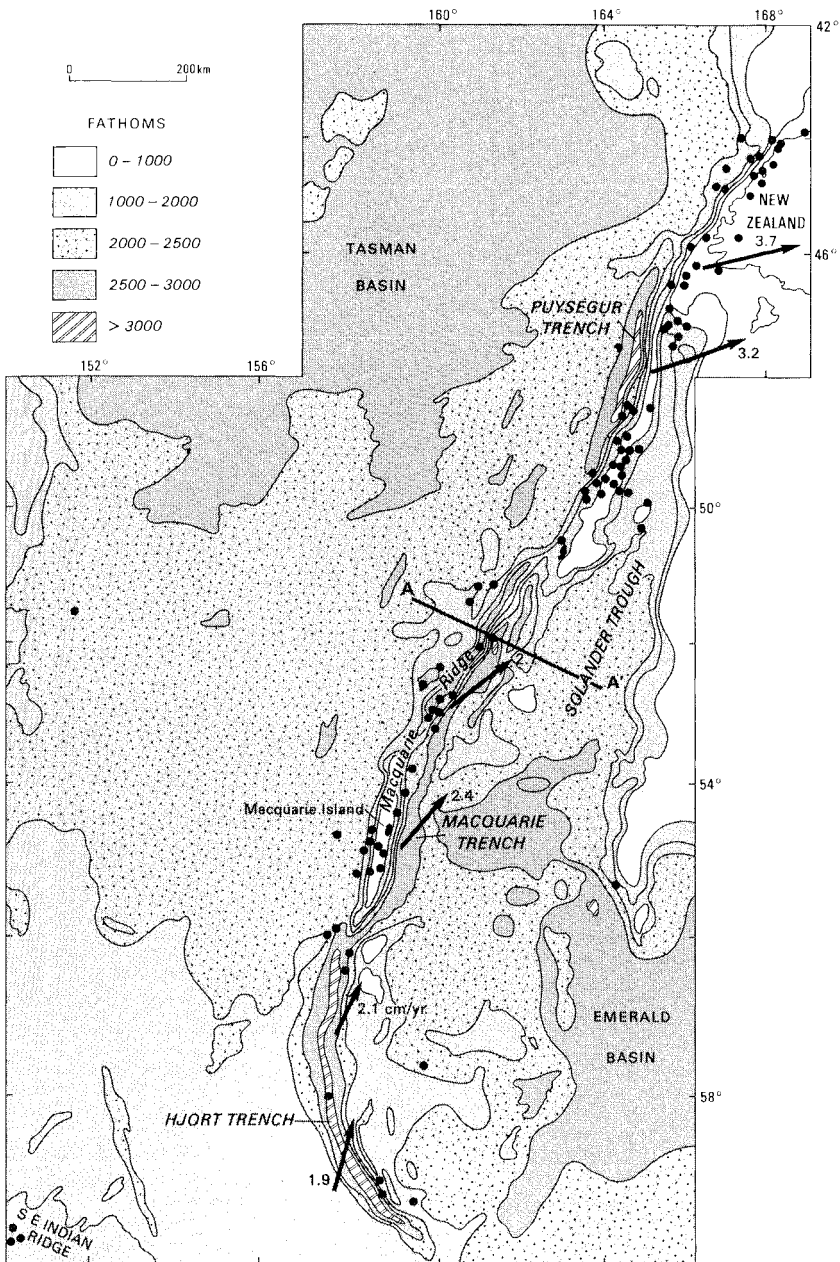 160° 164° 168° 42°
0 200km
FATHOMS
0 – 1000
1000 – 2000
2000 – 2500
2500 – 3000
> 3000
TASMAN
BASIN
NEW
ZEALAND
3.7
46°
PUYSEGUR
TRENCH
3.2
152° 156°
50°
A
SOLANDER TROUGH
A'
Macquarie Ridge
2.
54°
2.4
Macquarie Island
MACQUARIE
TRENCH
2.1 cm/yr.
EMERALD
BASIN
58°
HJORT TRENCH
1.9
S E INDIAN
RIDGE